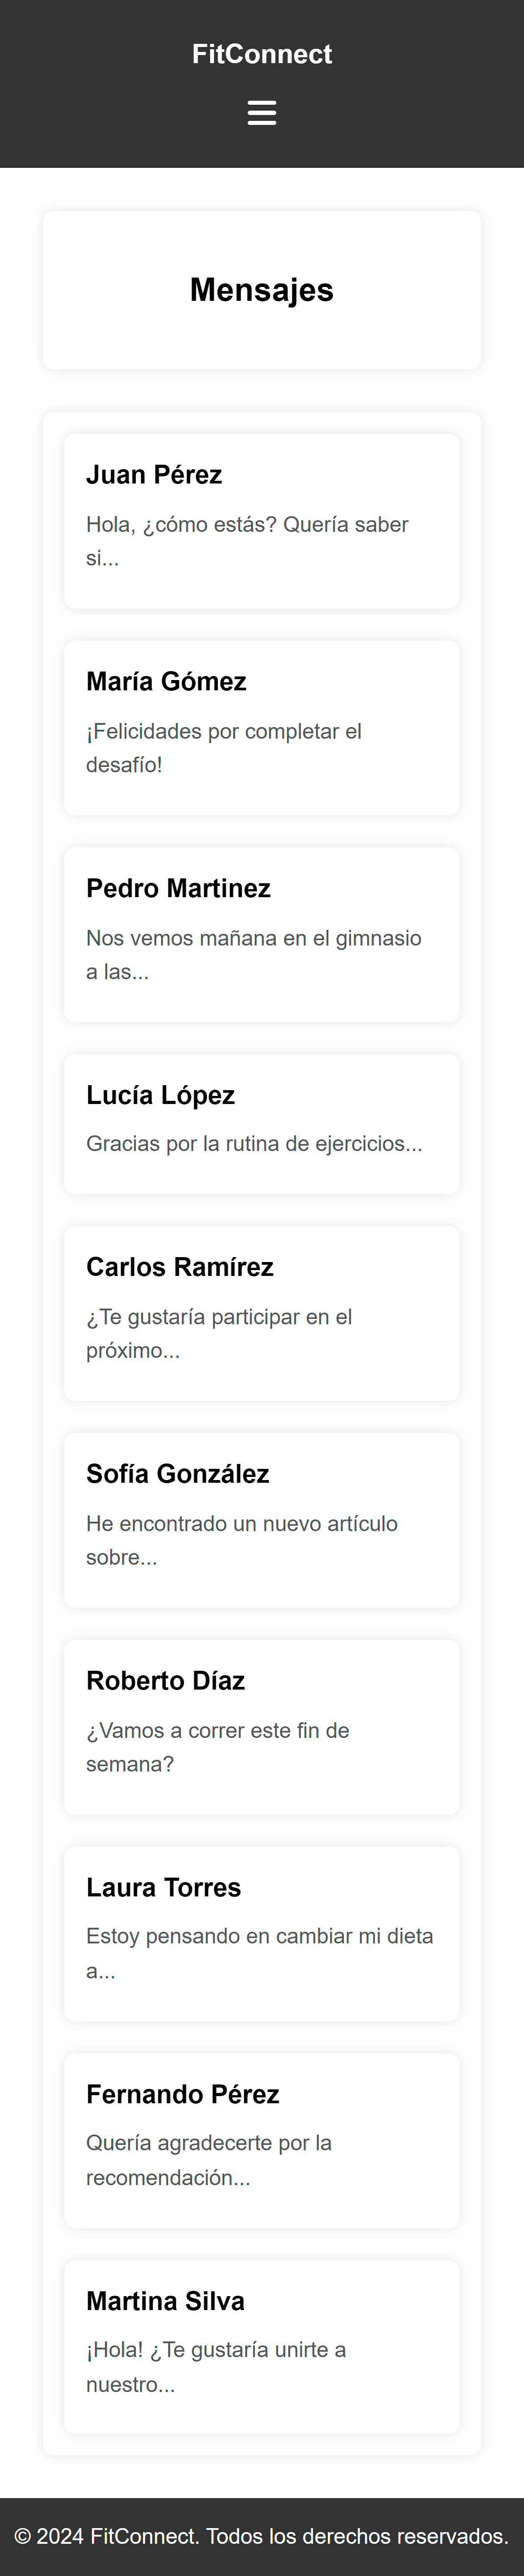 FitConnect
Mensajes
Juan Pérez
Hola, ¿cómo estás? Quería saber
si...
María Gómez
¡Felicidades por completar el
desafío!
Pedro Martinez
Nos vemos mañana en el gimnasio
a las...
Lucía López
Gracias por la rutina de ejercicios...
Carlos Ramírez
¿Te gustaría participar en el
próximo...
Sofía González
He encontrado un nuevo artículo
sobre...
Roberto Díaz
¿Vamos a correr este fin de
semana?
Laura Torres
Estoy pensando en cambiar mi dieta
a...
Fernando Pérez
Quería agradecerte por la
recomendación...
Martina Silva
¡Hola! ¿Te gustaría unirte a
nuestro...
© 2024 FitConnect. Todos los derechos reservados.